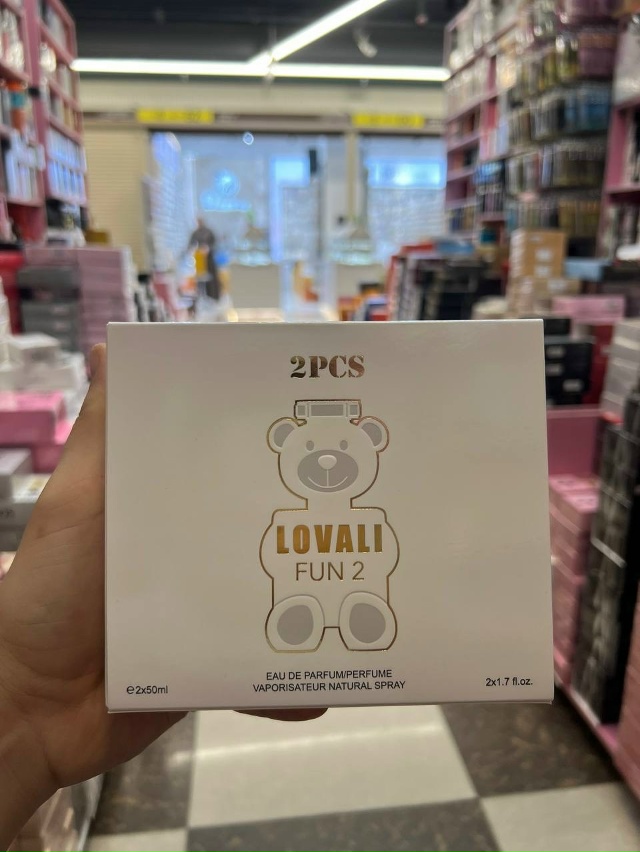 2PCS
LOVALI
FUN 2
EAU DE PARFUM/PERFUME
VAPORISATEUR NATURAL SPRAY
℮2x50ml
2x1.7 fl.oz.